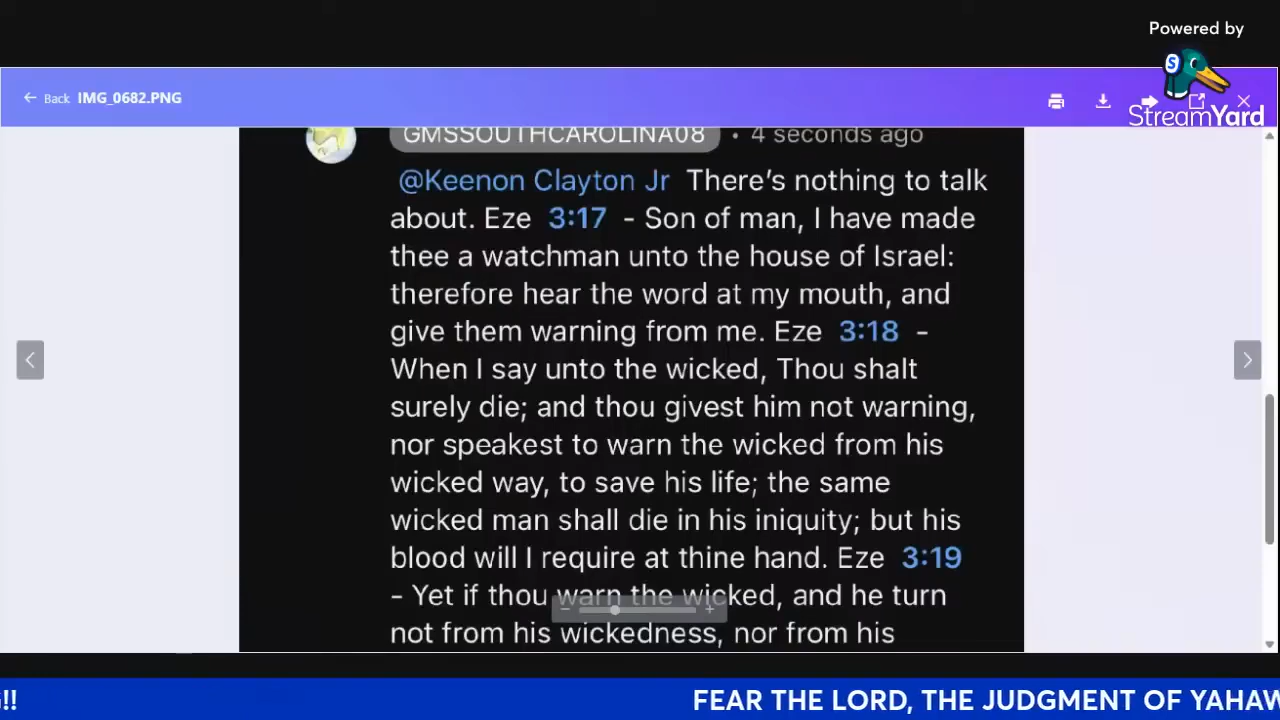 Powered by
StreamYard
Back IMG_0682.PNG
GMSSOUTHCAROLINA08 • 4 seconds ago
@Keenon Clayton Jr There’s nothing to talk
about. Eze 3:17 - Son of man, I have made
thee a watchman unto the house of Israel:
therefore hear the word at my mouth, and
give them warning from me. Eze 3:18 -
When I say unto the wicked, Thou shalt
surely die; and thou givest him not warning,
nor speakest to warn the wicked from his
wicked way, to save his life; the same
wicked man shall die in his iniquity; but his
blood will I require at thine hand. Eze 3:19
- Yet if thou warn the wicked, and he turn
not from his wickedness, nor from his
!! FEAR THE LORD, THE JUDGMENT OF YAHAW